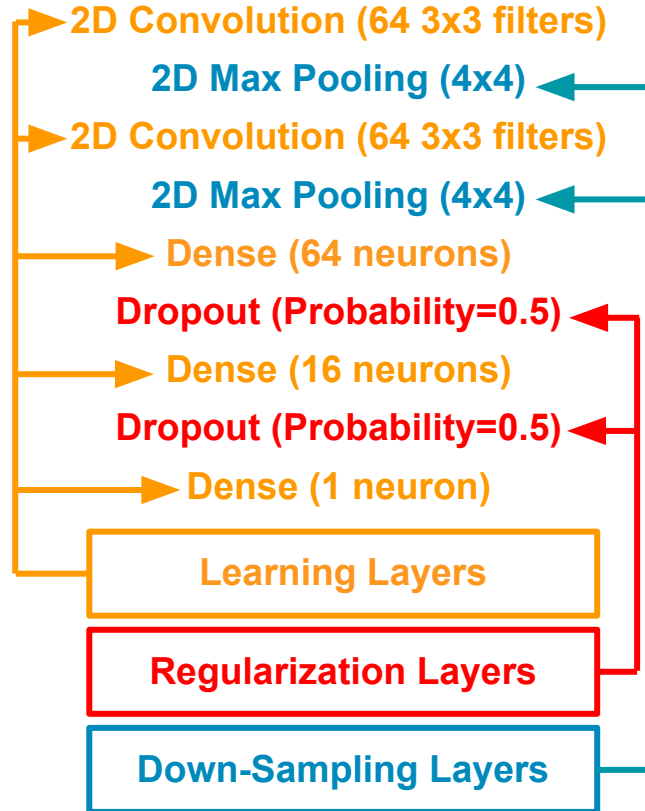 2D Convolution (64 3x3 filters)
2D Max Pooling (4x4)
2D Convolution (64 3x3 filters)
2D Max Pooling (4x4)
Dense (64 neurons)
Dropout (Probability=0.5)
Dense (16 neurons)
Dropout (Probability=0.5)
Dense (1 neuron)
Learning Layers
Regularization Layers
Down-Sampling Layers